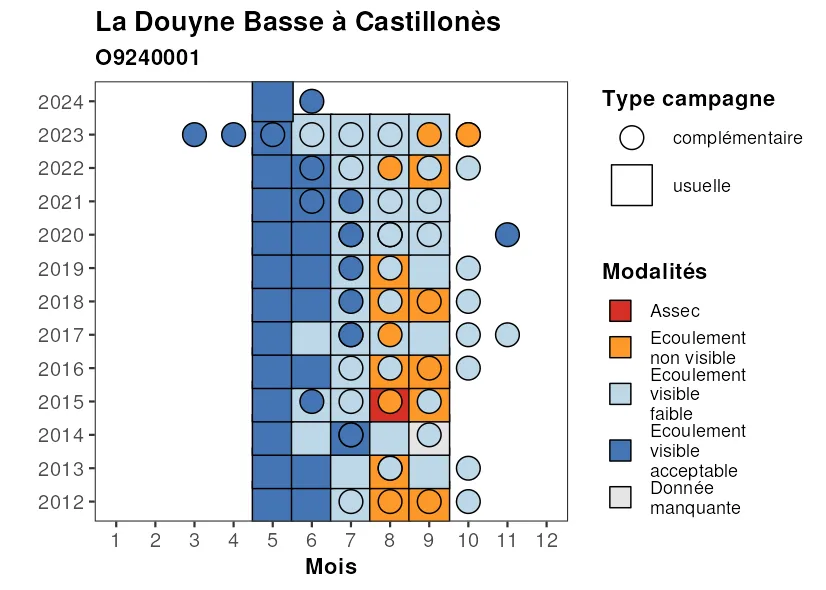 La Douyne Basse à Castillonès
O9240001
2024
2023
2022
2021
2020
2019
2018
2017
2016
2015
2014
2013
2012
1 2 3 4 5 6 7 8 9 10 11 12
Mois
Type campagne
complémentaire
usuelle
Modalités
Assec
Ecoulement
non visible
Ecoulement
visible
faible
Ecoulement
visible
acceptable
Donnée
manquante